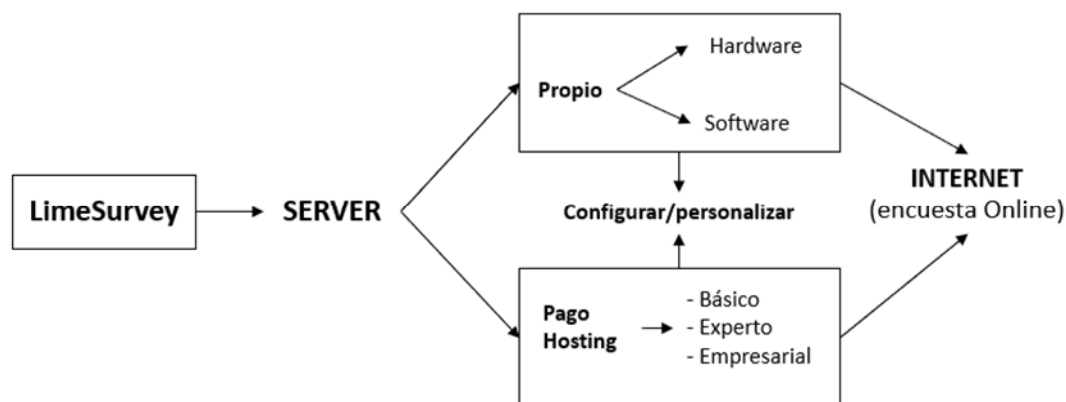 LimeSurvey
SERVER
Propio
Hardware
Software
Configurar/personalizar
Pago
Hosting
- Básico
- Experto
- Empresarial
INTERNET
(encuesta Online)